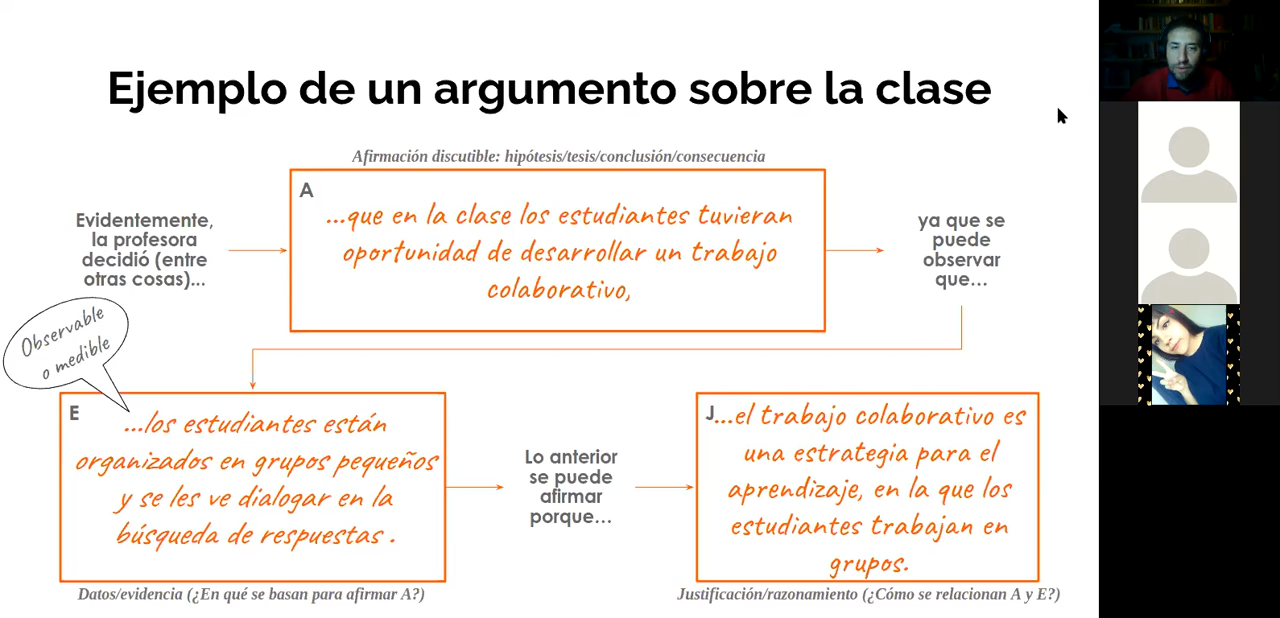 Ejemplo de un argumento sobre la clase
Afirmación discutible: hipótesis/tesis/conclusión/consecuencia
Evidentemente,
la profesora
decidió (entre
otras cosas)...
A
...que en la clase los estudiantes tuvieran
oportunidad de desarrollar un trabajo
colaborativo,
ya que se
puede
observar
que...
Observable
o medible
E
...los estudiantes están
organizados en grupos pequeños
y se les ve dialogar en la
búsqueda de respuestas .
Datos/evidencia (¿En qué se basan para afirmar A?)
Lo anterior
se puede
afirmar
porque...
J
...el trabajo colaborativo es
una estrategia para el
aprendizaje, en la que los
estudiantes trabajan en
grupos.
Justificación/razonamiento (¿Cómo se relacionan A y E?)